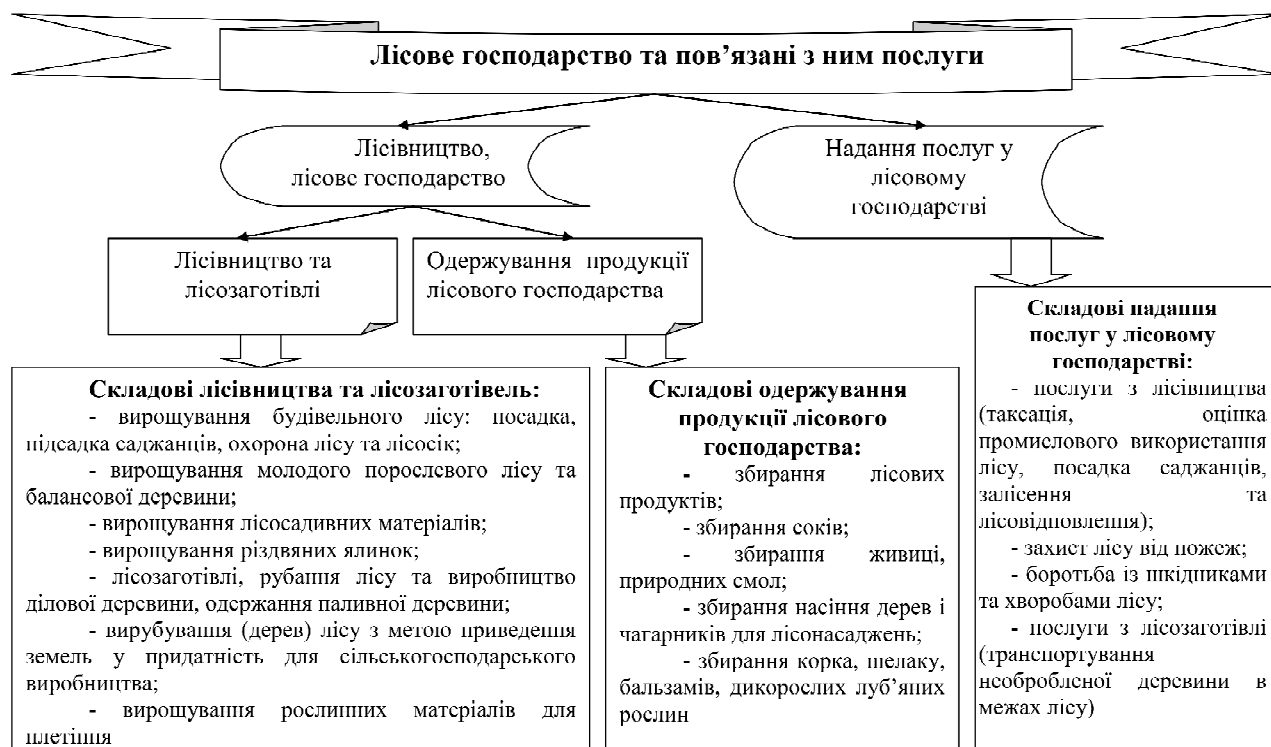 Лісове господарство та пов’язані з ним послуги
Лісівництво,
лісове господарство
Надання послуг у
лісовому
господарстві
Лісівництво та
лісозаготівлі
Одержування продукції
лісового господарства
Складові лісівництва та лісозаготівель:
- вирощування будівельного лісу: посадка,
підсадка саджанців, охорона лісу та лісосік;
- вирощування молодого порослевого лісу та
балансової деревини;
- вирощування лісосадивних матеріалів;
- вирощування різдвяних ялинок;
- лісозаготівлі, рубання лісу та виробництво
ділової деревини, одержання паливної деревини;
- вирубування (дерев) лісу з метою приведення
земель у придатність для сільськогосподарського
виробництва;
- вирощування рослинних матеріалів для
плетіння
Складові одержування
продукції лісового
господарства:
- збирання лісових
продуктів;
- збирання соків;
- збирання живиці,
природних смол;
- збирання насіння дерев і
чагарників для лісонасаджень;
- збирання корка, шелаку,
бальзамів, дикорослих луб’яних
рослин
Складові надання
послуг у лісовому
господарстві:
- послуги з лісівництва
(таксація, оцінка
промислового використання
лісу, посадка саджанців,
залісення та
лісовідновлення);
- захист лісу від пожеж;
- боротьба із шкідниками
та хворобами лісу;
- послуги з лісозаготівлі
(транспортування
необробленої деревини в
межах лісу)